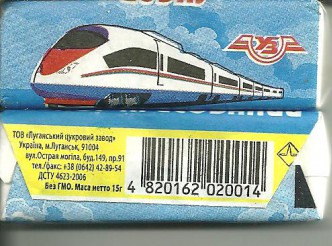 ТОВ «Луганський цукровий завод»
Україна, м.Луганськ, 91004
вул.Острая могіла, буд.149, пр.91
тел./факс: +38 (0642) 42-89-54
ДСТУ 4623-2006
Без ГМО. Маса нетто 15г
4 820162 020014